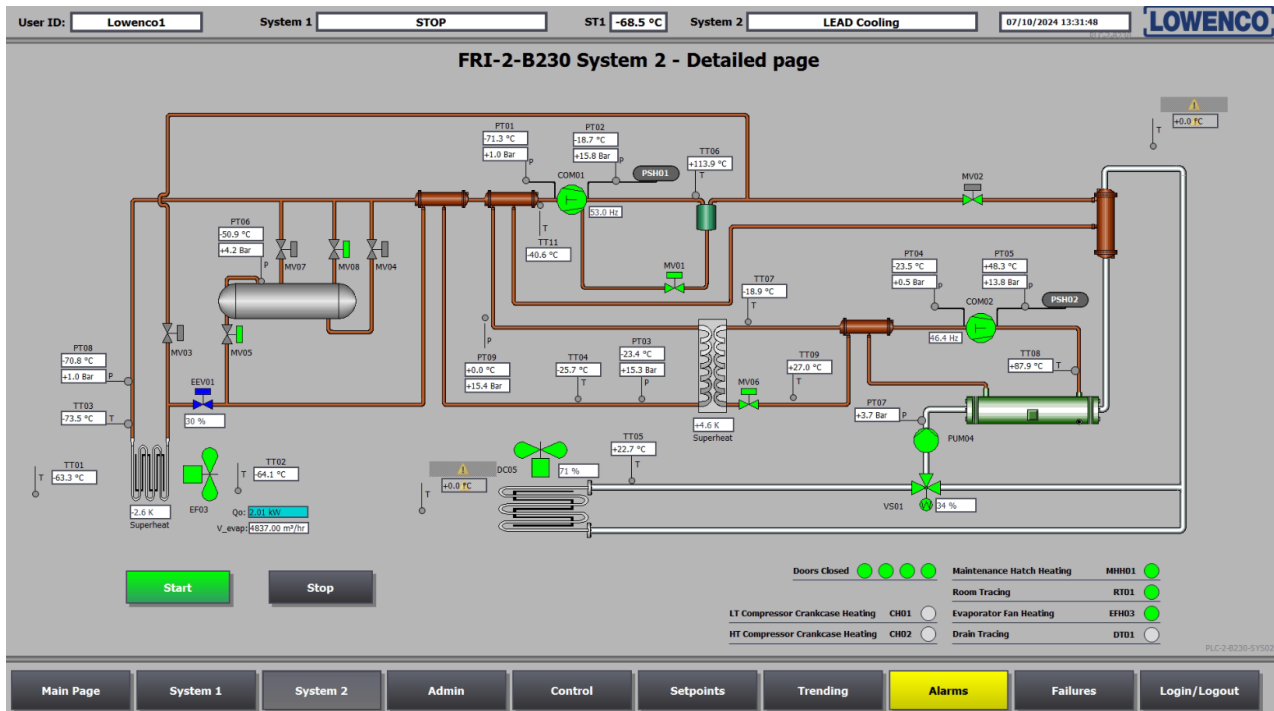 User ID: Lowenco1 System 1 STOP ST1 -68.5 °C System 2 LEAD Cooling 07/10/2024 13:31:48 LOWENCO
FRI-2-B230 System 2 - Detailed page
+0.0 °C
T
PT01
-71.3 °C
+1.0 Bar
P
PT02
-18.7 °C
+15.8 Bar
P
COM01
PSH01
53.0 Hz
TT06
+113.9 °C
T
MV02
PT06
-50.9 °C
+4.2 Bar
P
MV07
MV08
MV04
T
TT11
-40.6 °C
MV01
PT04
-23.5 °C
+0.5 Bar
P
PT05
+48.3 °C
+13.8 Bar
P
COM02
PSH02
46.4 Hz
TT07
-18.9 °C
T
MV03
MV05
PT08
-70.8 °C
+1.0 Bar
P
P
PT09
+0.0 °C
+15.4 Bar
TT04
-25.7 °C
T
PT03
-23.4 °C
+15.3 Bar
P
TT09
+27.0 °C
T
TT08
+87.9 °C
T
EEV01
30 %
MV06
TT03
-73.5 °C
T
PT07
+3.7 Bar
P
+4.6 K
Superheat
PUM04
TT05
+22.7 °C
T
TT01
-63.3 °C
T
TT02
-64.1 °C
T
+0.0 °C
T
DC05
71 %
-2.6 K
Superheat
EF03
Qo: 2.01 kW
V_evap: 4837.00 m³/hr
VS01
34 %
Start
Stop
Doors Closed
Maintenance Hatch Heating MHH01
Room Tracing RT01
LT Compressor Crankcase Heating CH01
Evaporator Fan Heating EFH03
HT Compressor Crankcase Heating CH02
Drain Tracing DT01
PLC-2-B230-SYS02
Main Page System 1 System 2 Admin Control Setpoints Trending Alarms Failures Login/Logout